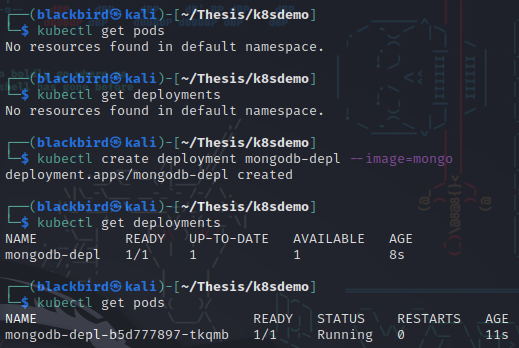 ┌──(blackbird㉿kali)-[~/Thesis/k8sdemo]
└─$ kubectl get pods
No resources found in default namespace.
┌──(blackbird㉿kali)-[~/Thesis/k8sdemo]
└─$ kubectl get deployments
No resources found in default namespace.
┌──(blackbird㉿kali)-[~/Thesis/k8sdemo]
└─$ kubectl create deployment mongodb-depl --image=mongo
deployment.apps/mongodb-depl created
┌──(blackbird㉿kali)-[~/Thesis/k8sdemo]
└─$ kubectl get deployments
NAME           READY   UP-TO-DATE   AVAILABLE   AGE
mongodb-depl   1/1     1            1           8s
┌──(blackbird㉿kali)-[~/Thesis/k8sdemo]
└─$ kubectl get pods
NAME                           READY   STATUS    RESTARTS   AGE
mongodb-depl-b5d777897-tkqmb   1/1     Running   0          11s